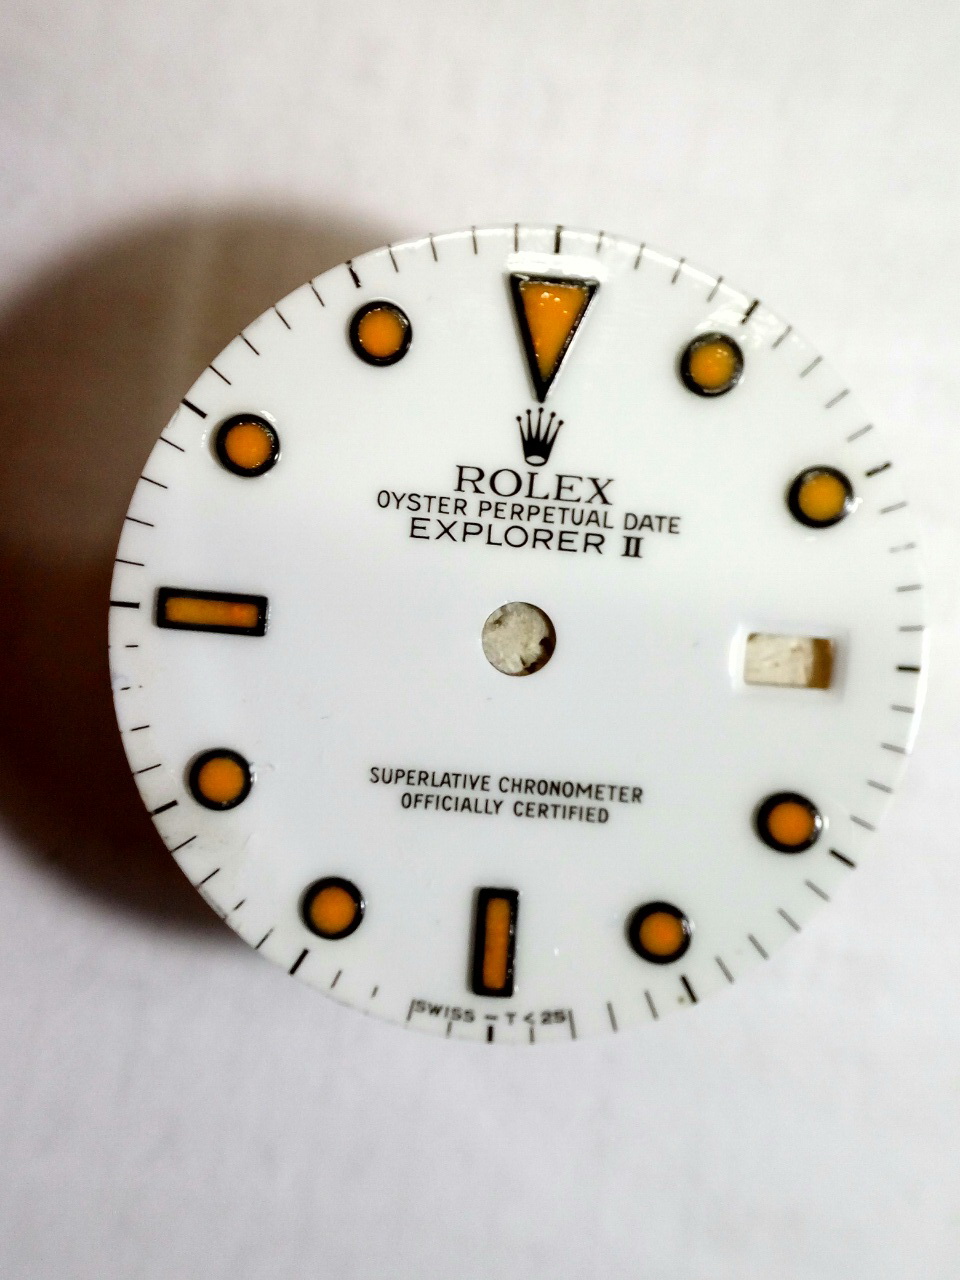 ROLEX
OYSTER PERPETUAL DATE
EXPLORER II
SUPERLATIVE CHRONOMETER
OFFICIALLY CERTIFIED
SWISS - T < 25